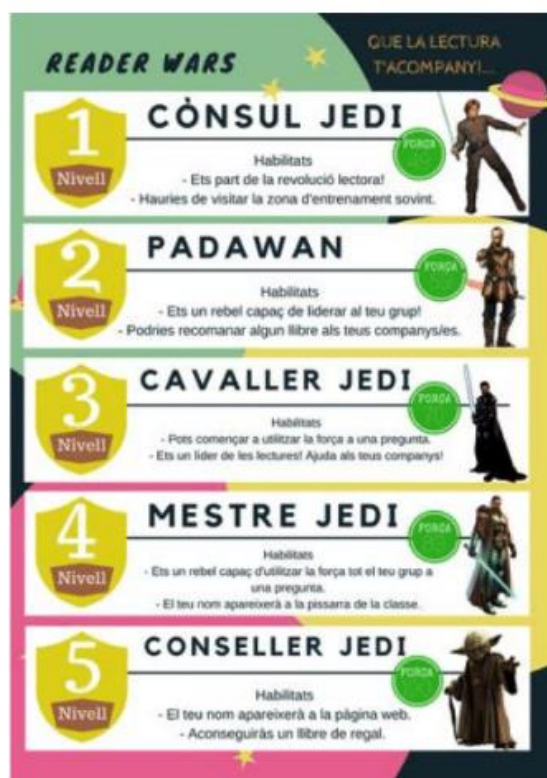 READER WARS
QUE LA LECTURA
T'ACOMPANYI...
1
Nivell
CÒNSUL JEDI
FORÇA
Habilitats
- Ets part de la revolució lectora!
- Hauries de visitar la zona d'entrenament sovint.
2
Nivell
PADAWAN
FORÇA
Habilitats
- Ets un rebel capaç de liderar al teu grup!
- Podries recomanar algun llibre als teus companys/es.
3
Nivell
CAVALLER JEDI
FORÇA
Habilitats
- Pots començar a utilitzar la força a una pregunta.
- Ets un líder de les lectures! Ajuda als teus companys!
4
Nivell
MESTRE JEDI
FORÇA
Habilitats
- Ets un rebel capaç d'utilitzar la força tot el teu grup a
una pregunta.
- El teu nom apareixerà a la pissarra de la classe.
5
Nivell
CONSELLER JEDI
FORÇA
Habilitats
- El teu nom apareixerà a la pàgina web.
- Aconseguiràs un llibre de regal.